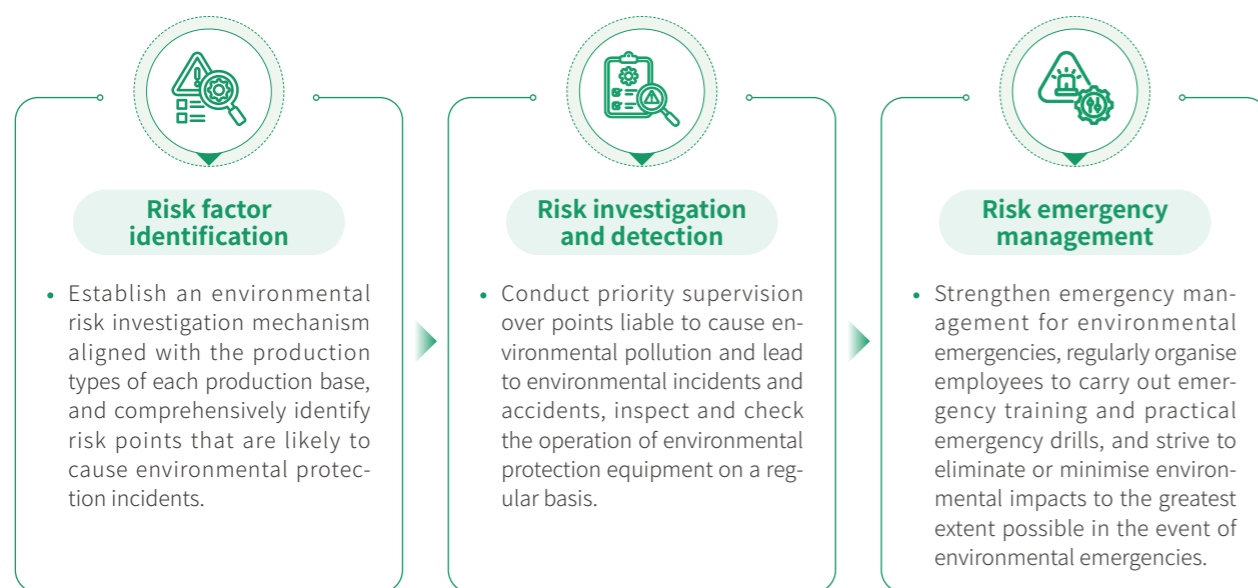 Risk factor
identification
• Establish an environmental
risk investigation mechanism
aligned with the production
types of each production base,
and comprehensively identify
risk points that are likely to
cause environmental protec-
tion incidents.
Risk investigation
and detection
• Conduct priority supervision
over points liable to cause en-
vironmental pollution and lead
to environmental incidents and
accidents, inspect and check
the operation of environmental
protection equipment on a reg-
ular basis.
Risk emergency
management
• Strengthen emergency man-
agement for environmental
emergencies, regularly organise
employees to carry out emer-
gency training and practical
emergency drills, and strive to
eliminate or minimise environ-
mental impacts to the greatest
extent possible in the event of
environmental emergencies.